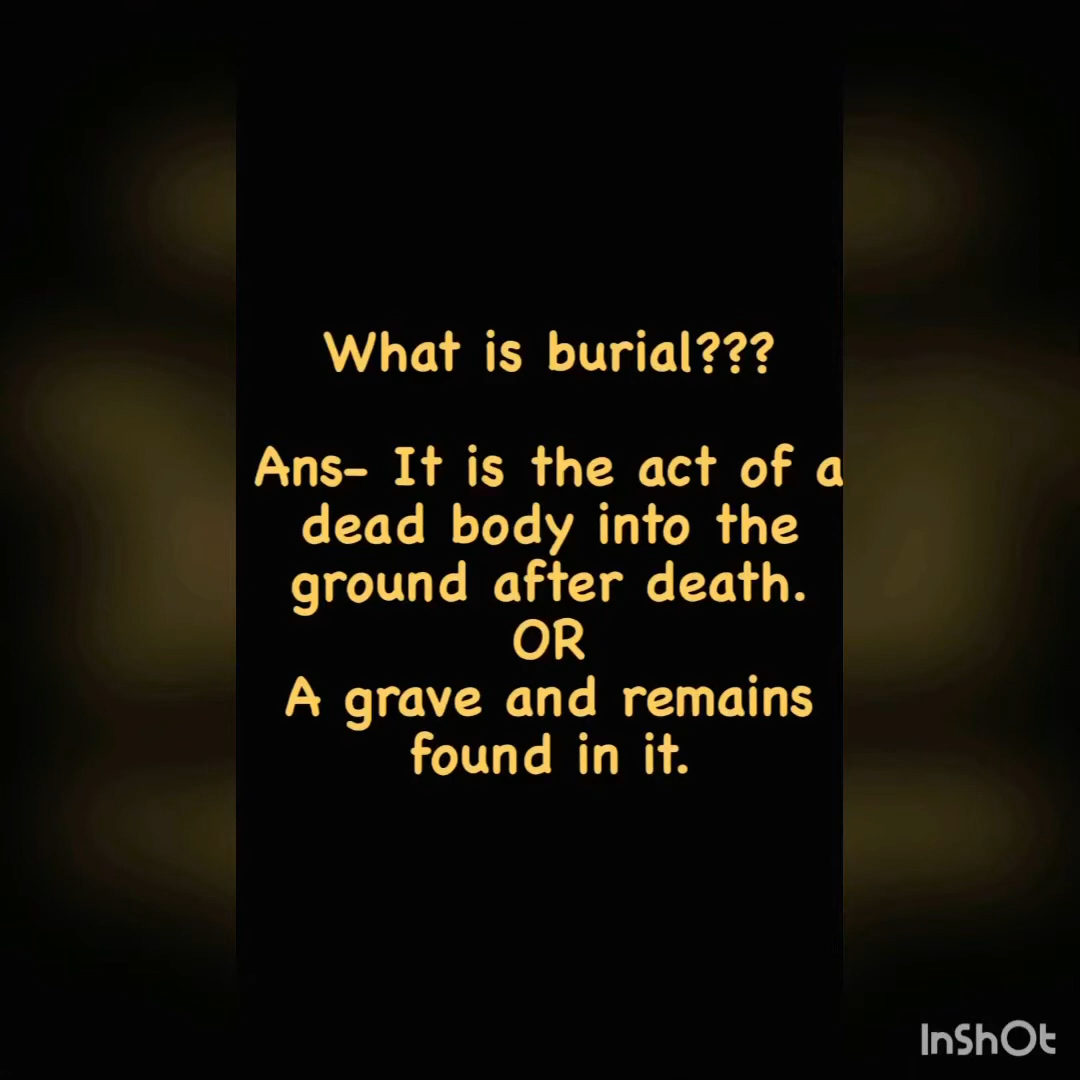 What is burial???
Ans- It is the act of a
dead body into the
ground after death.
OR
A grave and remains
found in it.
InShOt